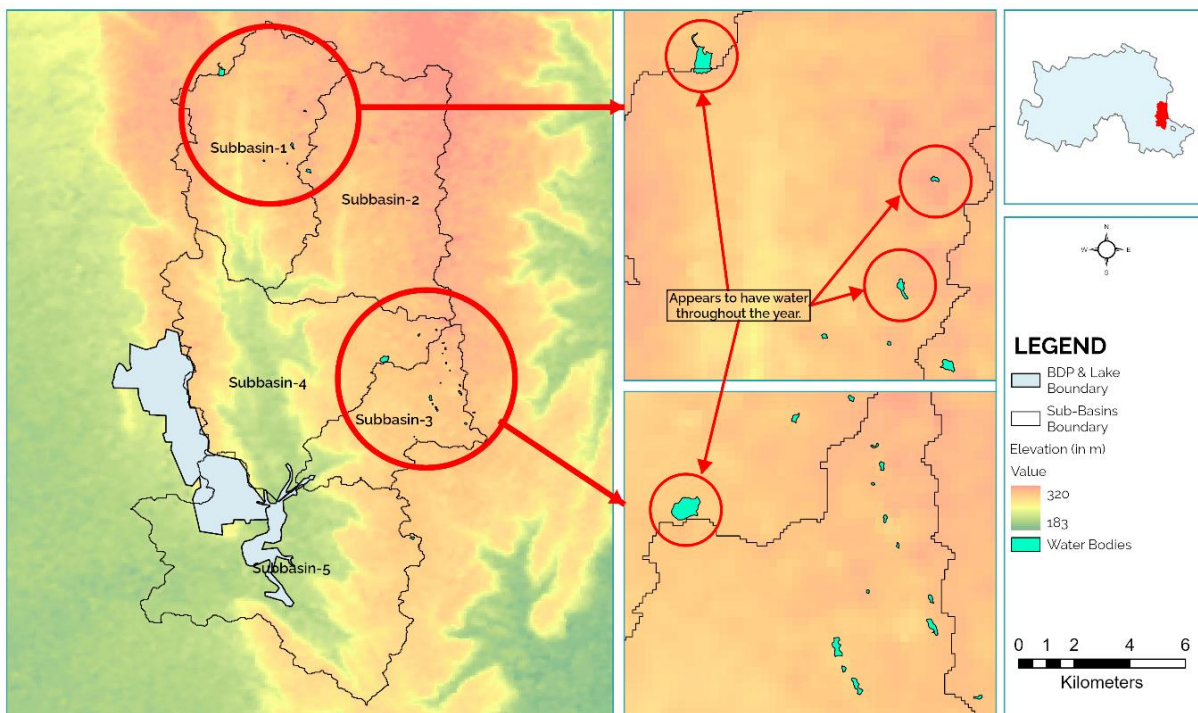 Subbasin-1
Subbasin-2
Subbasin-4
Subbasin-3
Subbasin-5
Appears to have water
throughout the year.
N
W
E
S
LEGEND
BDP & Lake
Boundary
Sub-Basins
Boundary
Elevation (in m)
Value
320
183
Water Bodies
0 1 2 4 6
Kilometers